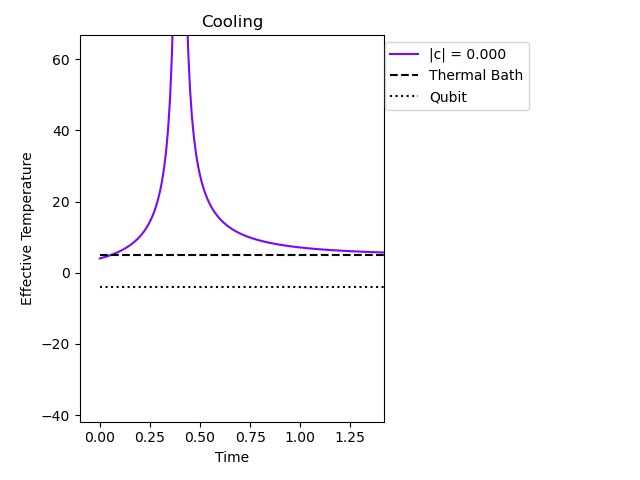 Cooling
Effective Temperature
60
40
20
0
−20
−40
0.00 0.25 0.50 0.75 1.00 1.25
Time
|c| = 0.000
Thermal Bath
Qubit